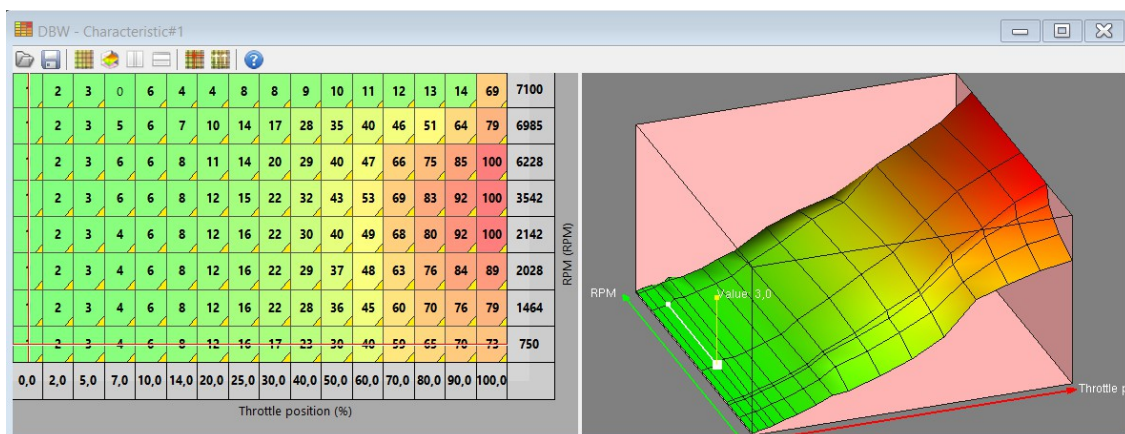 DBW - Characteristic#1
1 2 3 0 6 4 4 8 8 9 10 11 12 13 14 69 7100
1 2 3 5 6 7 10 14 17 28 35 40 46 51 64 79 6985
1 2 3 6 6 8 11 14 20 29 40 47 66 75 85 100 6228
1 2 3 6 6 8 12 15 22 32 43 53 69 83 92 100 3542
1 2 3 4 6 8 12 16 22 30 40 49 68 80 92 100 2142
1 2 3 4 6 8 12 16 22 29 37 48 63 76 84 89 2028
1 2 3 4 6 8 12 16 22 28 36 45 60 70 76 79 1464
2 3 4 6 8 12 16 17 23 30 40 59 65 70 73 750
0,0 2,0 5,0 7,0 10,0 14,0 20,0 25,0 30,0 40,0 50,0 60,0 70,0 80,0 90,0 100,0
Throttle position (%)
RPM (RPM)
RPM
Value: 3,0
Throttle p